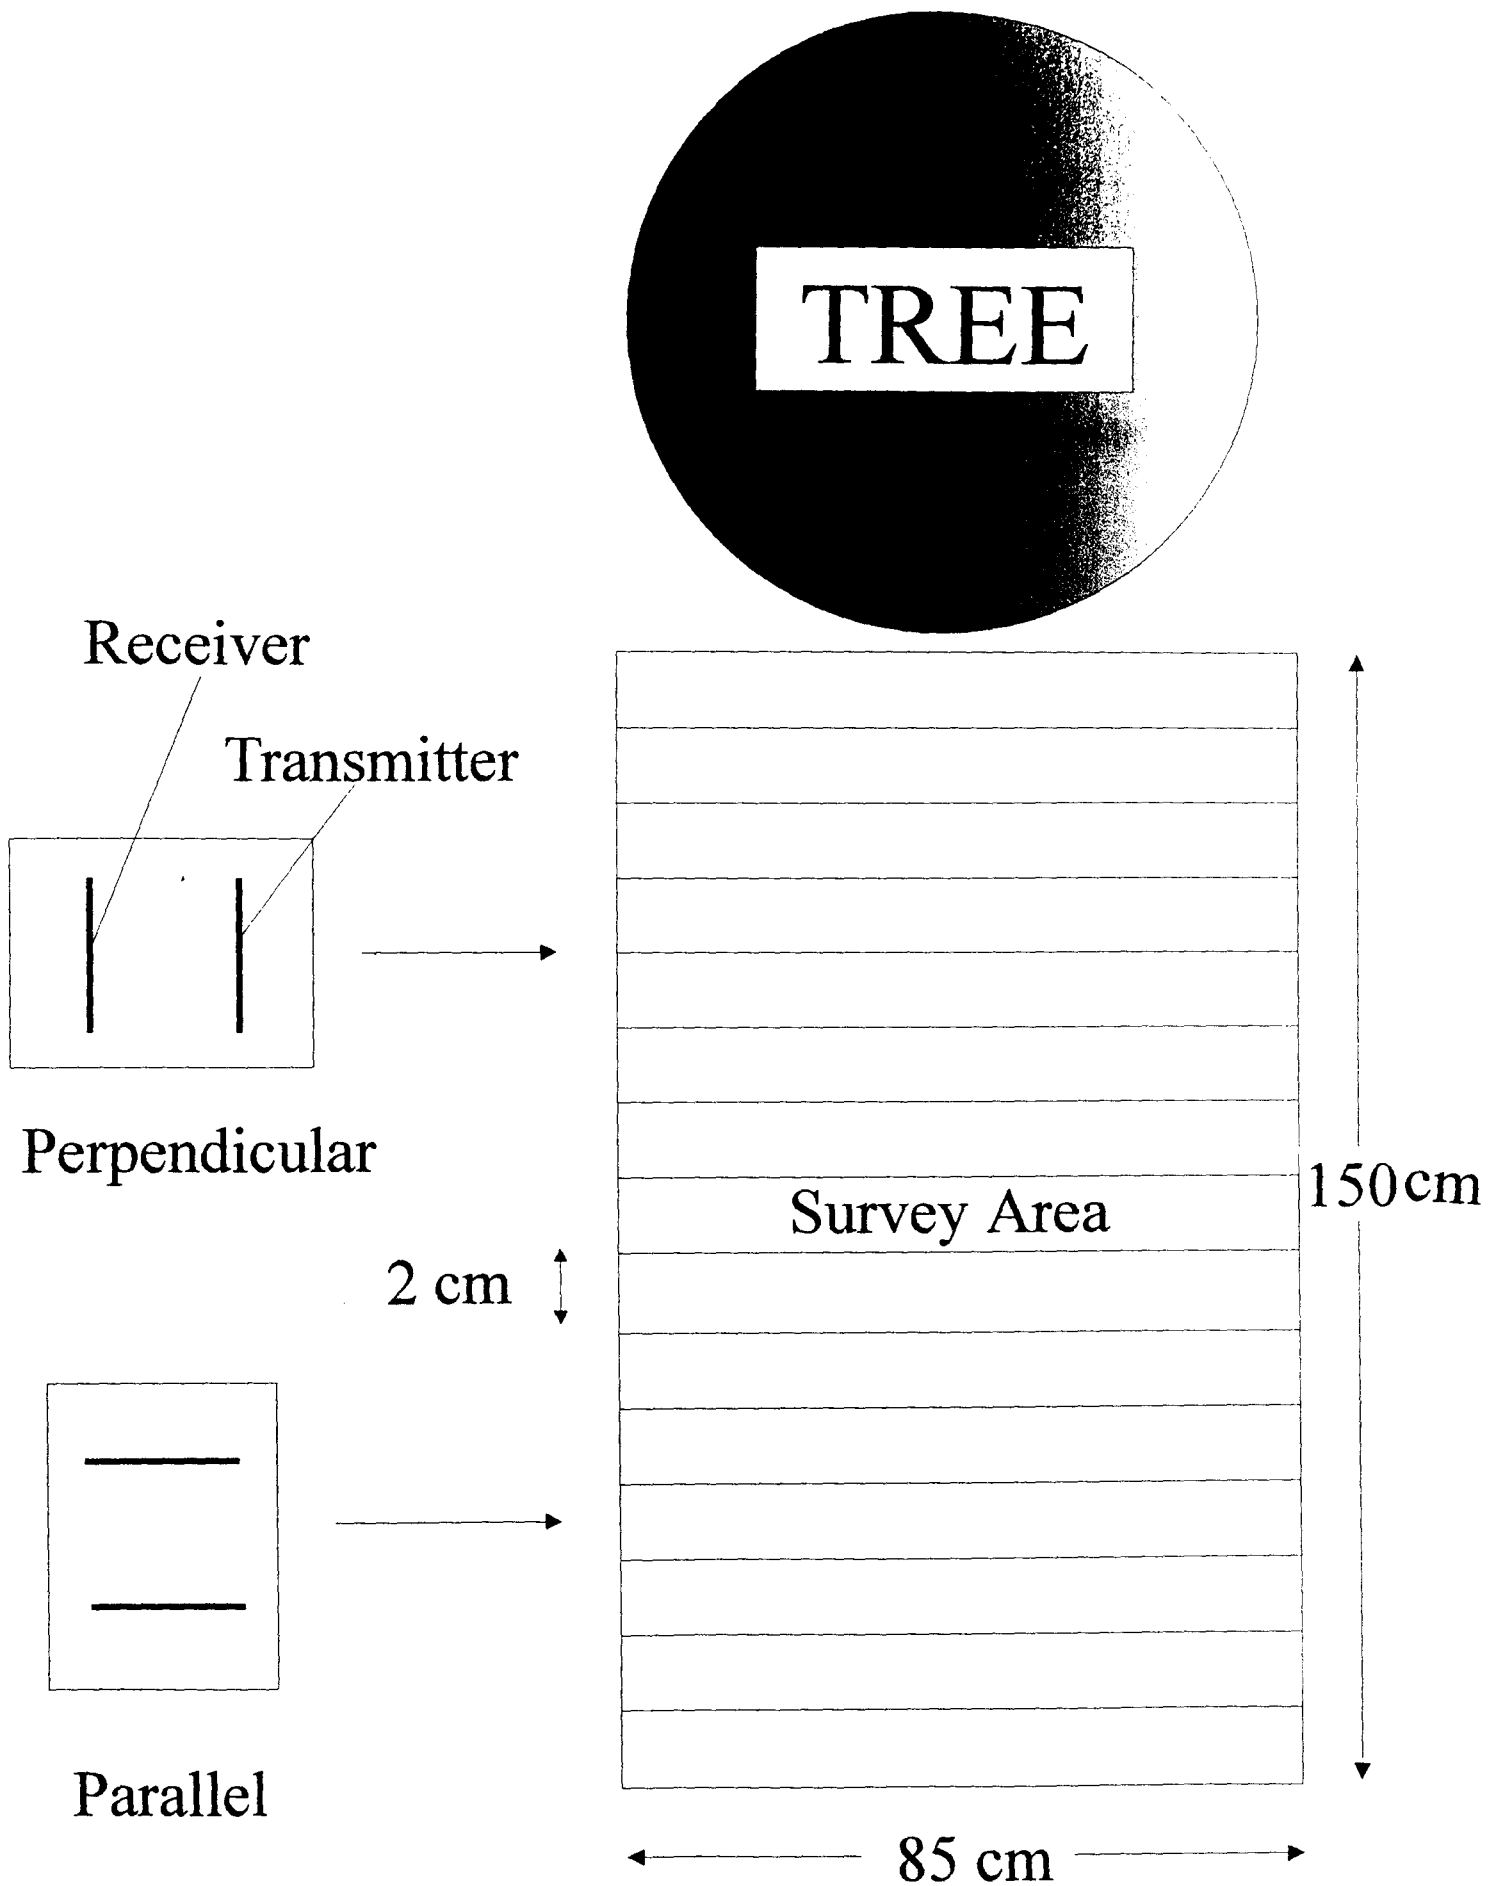 TREE
Receiver
Transmitter
Perpendicular
Survey Area
150cm
2 cm
Parallel
85 cm